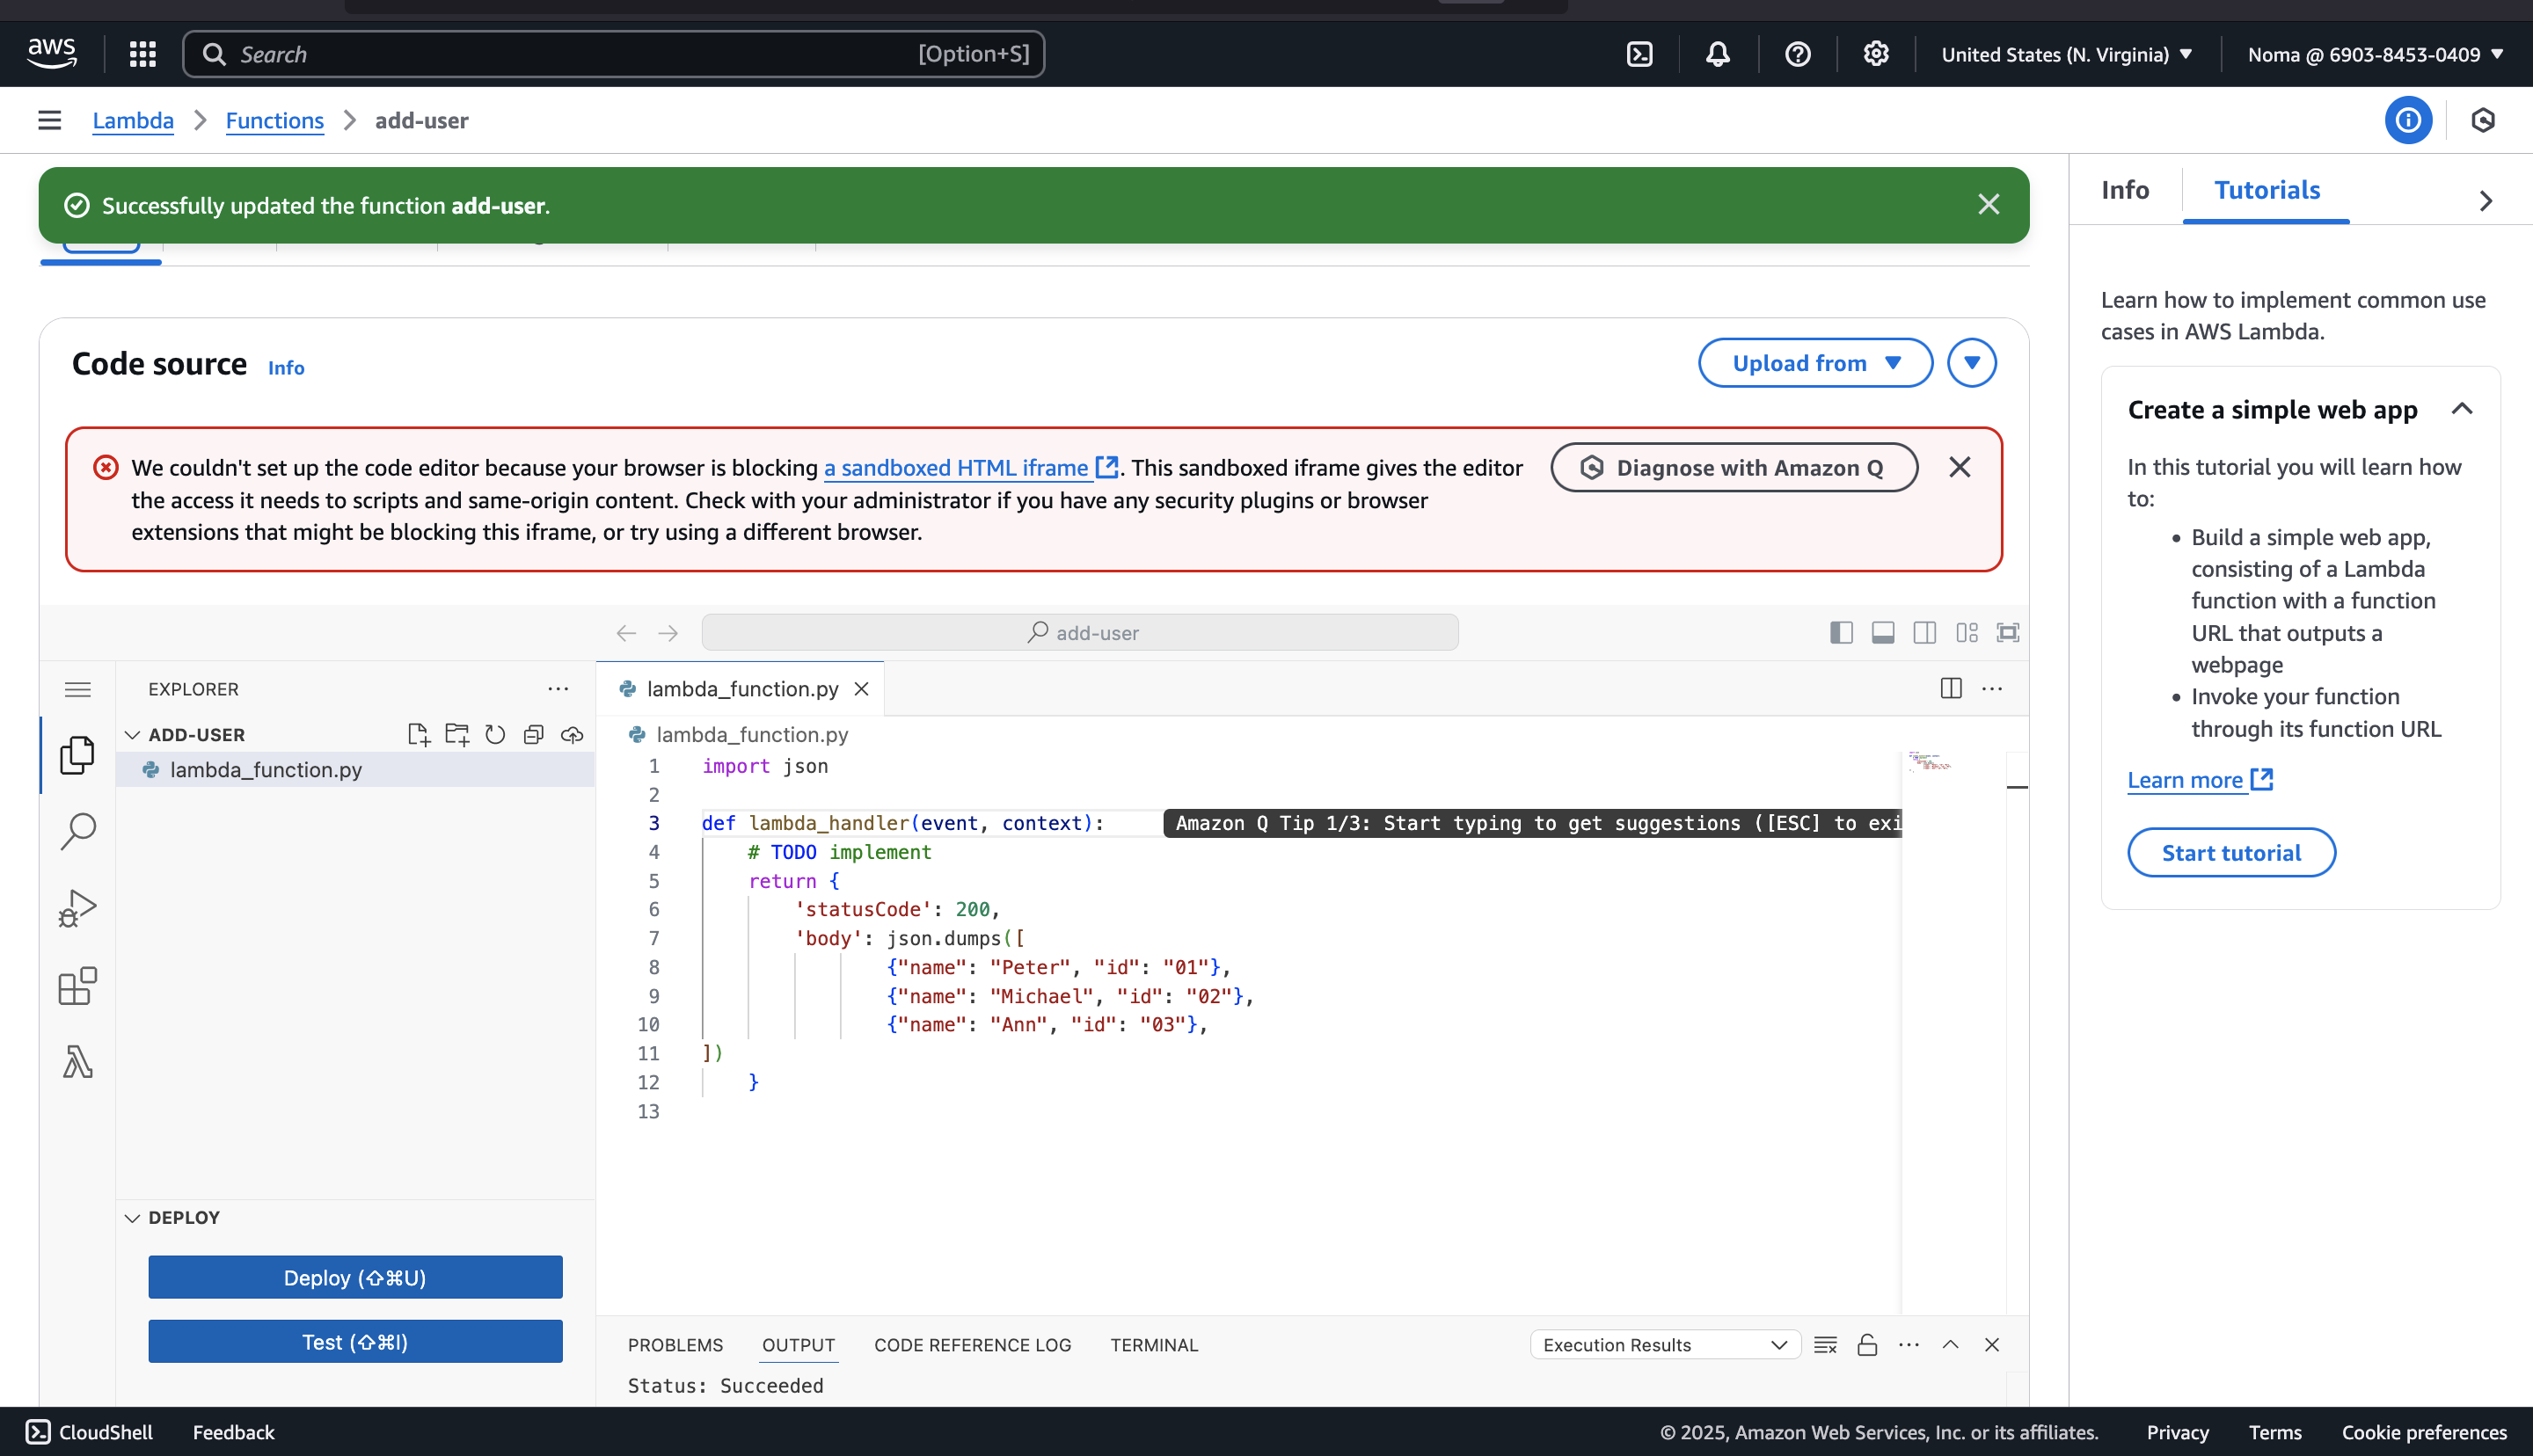 aws
Search
[Option+S]
United States (N. Virginia)
Noma @ 6903-8453-0409
Lambda
Functions
add-user
Successfully updated the function add-user.
Info
Tutorials
Learn how to implement common use
cases in AWS Lambda.
Create a simple web app
In this tutorial you will learn how
to:
Build a simple web app,
consisting of a Lambda
function with a function
URL that outputs a
webpage
Invoke your function
through its function URL
Learn more
Start tutorial
Code source
Info
Upload from
We couldn't set up the code editor because your browser is blocking a sandboxed HTML iframe. This sandboxed iframe gives the editor
the access it needs to scripts and same-origin content. Check with your administrator if you have any security plugins or browser
extensions that might be blocking this iframe, or try using a different browser.
Diagnose with Amazon Q
add-user
EXPLORER
ADD-USER
lambda_function.py
lambda_function.py
lambda_function.py
1 import json
2
3 def lambda_handler(event, context): Amazon Q Tip 1/3: Start typing to get suggestions ([ESC] to exi
4 # TODO implement
5 return {
6 'statusCode': 200,
7 'body': json.dumps([
8 {"name": "Peter", "id": "01"},
9 {"name": "Michael", "id": "02"},
10 {"name": "Ann", "id": "03"},
11 ])
12 }
13
DEPLOY
Deploy (⇧⌘U)
Test (⇧⌘I)
PROBLEMS
OUTPUT
CODE REFERENCE LOG
TERMINAL
Execution Results
Status: Succeeded
CloudShell
Feedback
© 2025, Amazon Web Services, Inc. or its affiliates.
Privacy
Terms
Cookie preferences